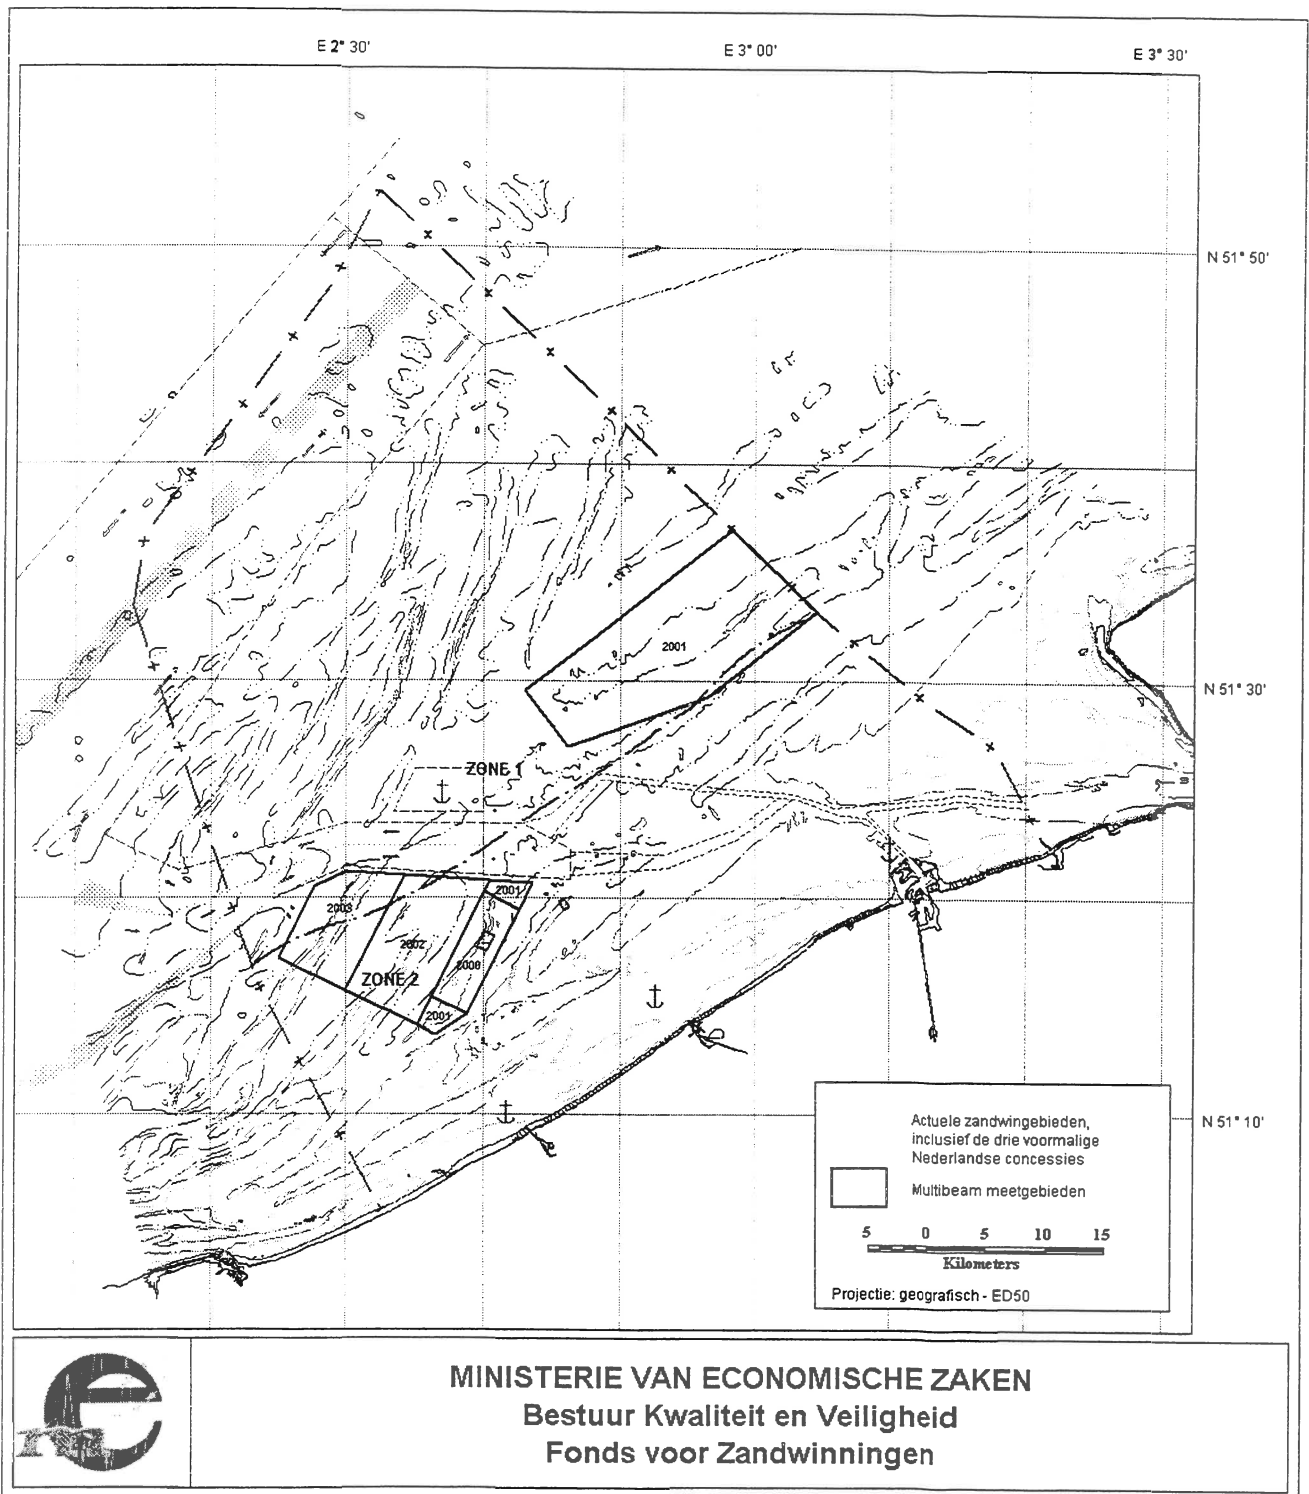 E 2° 30'
E 3° 00'
E 3° 30'
N 51° 50'
2001
N 51° 30'
ZONE 1
2001
2003
2002
2000
ZONE 2
2001
N 51° 10'
Actuele zandwingebieden,
inclusief de drie voormalige
Nederlandse concessies
Multibeam meetgebieden
5 0 5 10 15
Kilometers
Projectie: geografisch - ED50
MINISTERIE VAN ECONOMISCHE ZAKEN
Bestuur Kwaliteit en Veiligheid
Fonds voor Zandwinningen